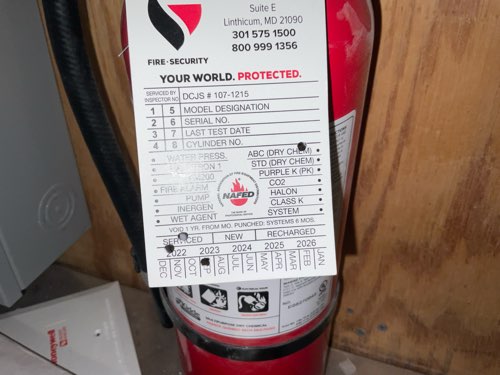 Suite E
Linthicum, MD 21090
301 575 1500
800 999 1356
FIRE·SECURITY
YOUR WORLD. PROTECTED.
SERVICED BY INSPECTOR NO DCJS # 107-1215
1 5 MODEL DESIGNATION
2 6 SERIAL NO.
3 7 LAST TEST DATE
4 8 CYLINDER NO.
WATER PRESS. ABC (DRY CHEM)
STD (DRY CHEM)
PURPLE K (PK)
CO2
FIRE ALARM HALON
PUMP CLASS K
INERGEN SYSTEM
WET AGENT
NAFED
VOID 1 YR. FROM MO. PUNCHED: SYSTEMS 6 MOS.
SERVICED NEW RECHARGED
2022 2023 2024 2025 2026
DEC NOV OCT SEP AUG JUL JUN MAY APR MAR FEB JAN
Honeywell